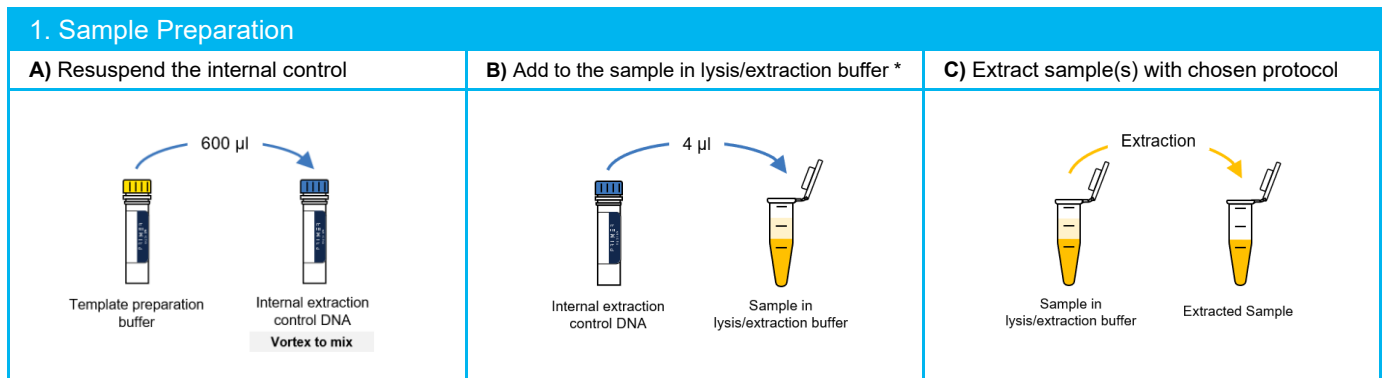 1. Sample Preparation
A) Resuspend the internal control
B) Add to the sample in lysis/extraction buffer *
C) Extract sample(s) with chosen protocol
600 µl
Template preparation
buffer
Internal extraction
control DNA
Vortex to mix
4 µl
Internal extraction
control DNA
Sample in
lysis/extraction buffer
Extraction
Sample in
lysis/extraction buffer
Extracted Sample